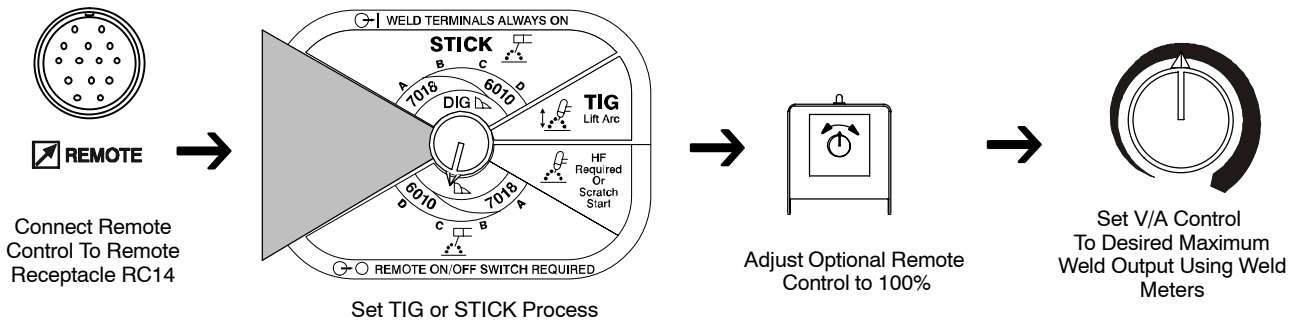 REMOTE
Connect Remote
Control To Remote
Receptacle RC14
WELD TERMINALS ALWAYS ON
STICK
A B C D
7018 6010
DIG
TIG
Lift Arc
HF
Required
Or
Scratch
Start
6010 7018
D C B A
REMOTE ON/OFF SWITCH REQUIRED
Set TIG or STICK Process
Adjust Optional Remote
Control to 100%
Set V/A Control
To Desired Maximum
Weld Output Using Weld
Meters